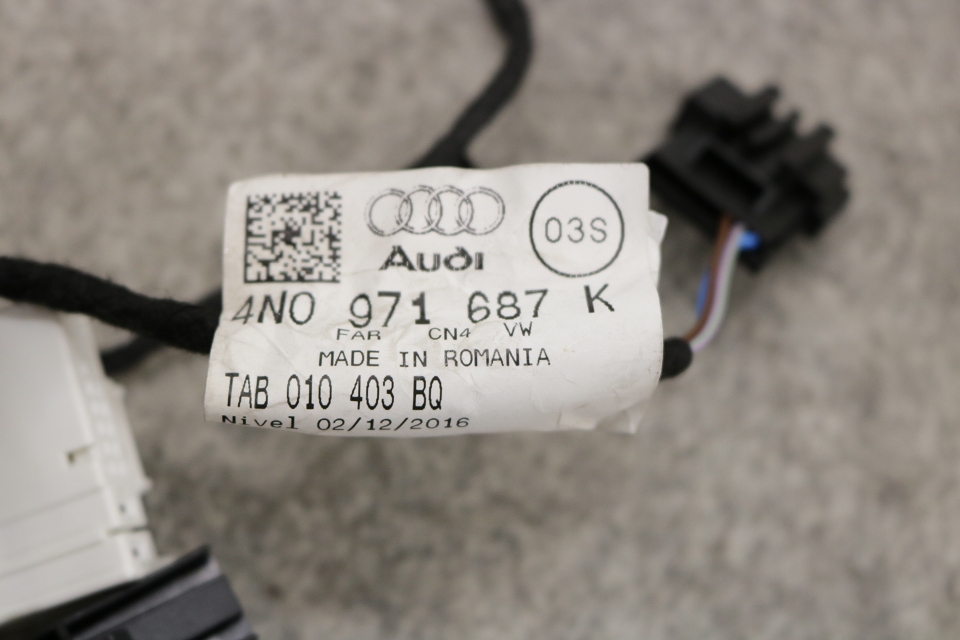 Audi
03S
4N0 971 687 K
FAR CN4 VW
MADE IN ROMANIA
TAB 010 403 BQ
Nivel 02/12/2016